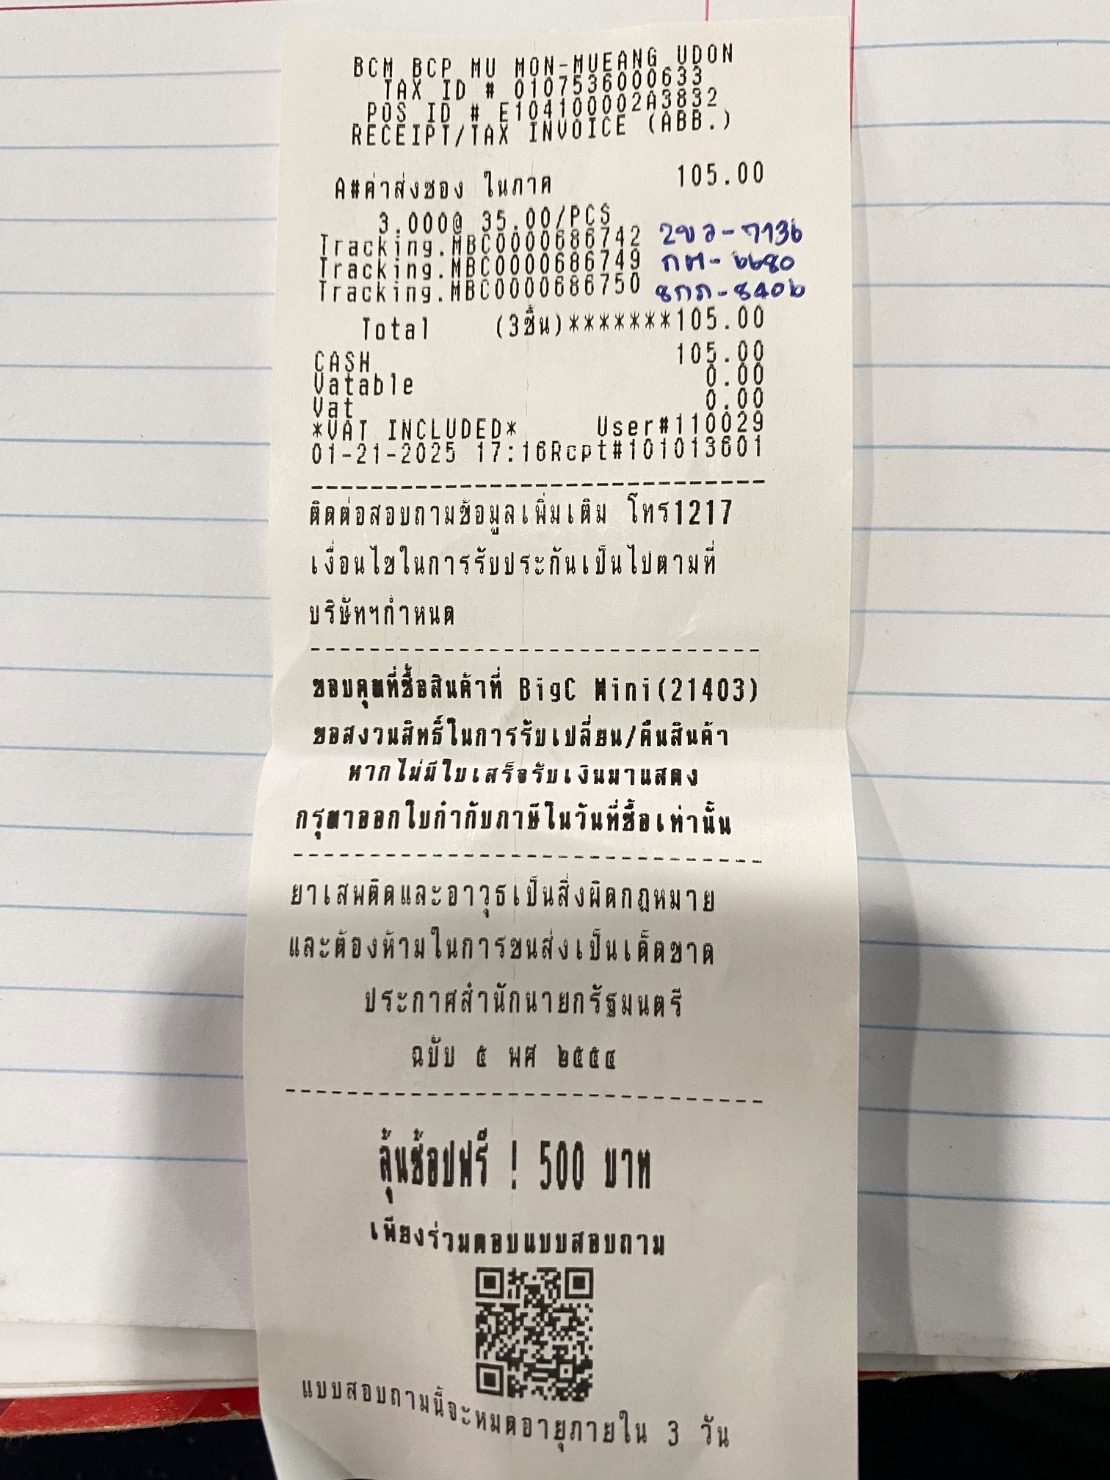 BCM BCP MU MON-MUEANG UDON
TAX ID # 0107536000633
POS ID # E104100002A3832
RECEIPT/TAX INVOICE (ABB.)
A#ค่าส่งซอง ในภาค 105.00
3.000@ 35.00/PCS
Tracking.MBC0000686742 2ขว-7136
Tracking.MBC0000686749 กต-6680
Tracking.MBC0000686750 8กภ-8406
Total (3ชิ้น)*******105.00
CASH 105.00
Vatable 0.00
Vat 0.00
*VAT INCLUDED* User#110029
01-21-2025 17:16Rcpt#101013601
ติดต่อสอบถามข้อมูลเพิ่มเติม โทร1217
เงื่อนไขในการรับประกันเป็นไปตามที่
บริษัทฯกำหนด
ขอบคุณที่ซื้อสินค้าที่ BigC Mini(21403)
ขอสงวนสิทธิ์ในการรับเปลี่ยน/คืนสินค้า
หากไม่มีใบเสร็จรับเงินมาแสดง
กรุณาออกใบกำกับภาษีในวันที่ซื้อเท่านั้น
ยาเสพติดและอาวุธเป็นสิ่งผิดกฎหมาย
และต้องห้ามในการขนส่งเป็นเด็ดขาด
ประกาศสำนักนายกรัฐมนตรี
ฉบับ ๕ พศ ๒๕๕๔
ลุ้นช้อปฟรี ! 500 บาท
เพียงร่วมตอบแบบสอบถาม
แบบสอบถามนี้จะหมดอายุภายใน 3 วัน